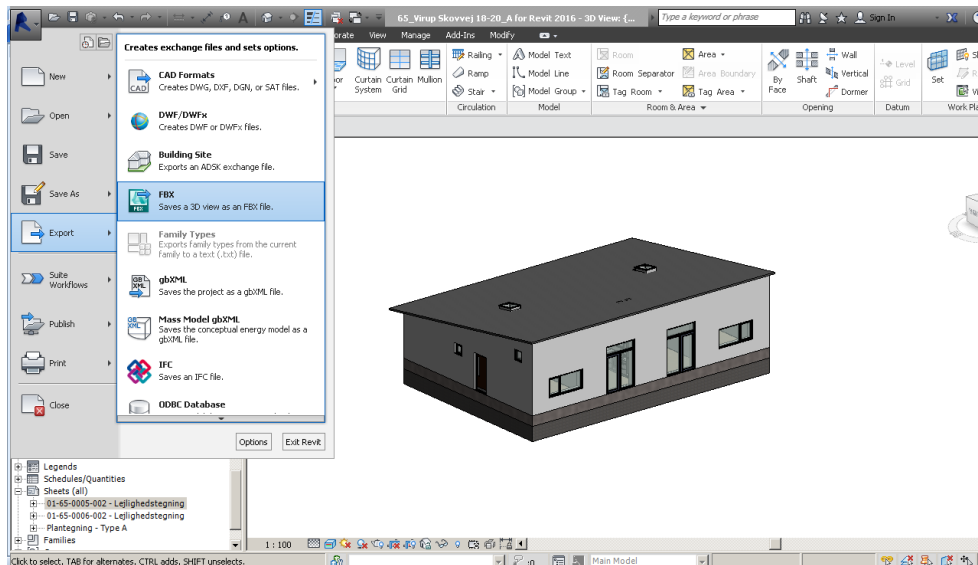 65_Virup Skovvej 18-20_A for Revit 2016 - 3D View: {...
Type a keyword or phrase
Sign In
View Manage Add-Ins Modify
Creates exchange files and sets options.
New
Open
Save
Save As
Export
Suite Workflows
Publish
Print
Close
CAD
CAD Formats
Creates DWG, DXF, DGN, or SAT files.
DWF/DWFx
Creates DWF or DWFx files.
Building Site
Exports an ADSK exchange file.
FBX
FBX
Saves a 3D view as an FBX file.
Family Types
Exports family types from the current
family to a text (.txt) file.
gbXML
Saves the project as a gbXML file.
Mass Model gbXML
Saves the conceptual energy model as a
gbXML file.
IFC
Saves an IFC file.
ODBC Database
Options
Exit Revit
Curtain System
Curtain Grid
Mullion
Railing
Ramp
Stair
Circulation
Model Text
Model Line
Model Group
Model
Room
Room Separator
Tag Room
Area
Area Boundary
Tag Area
Room & Area
By Face
Shaft
Wall
Vertical
Dormer
Opening
Level
Grid
Datum
Set
Work Pla
Legends
Schedules/Quantities
Sheets (all)
01-65-0005-002 - Lejlighedstegning
01-65-0006-002 - Lejlighedstegning
Plantegning - Type A
Families
1 : 100
Click to select, TAB for alternates, CTRL adds, SHIFT unselects.
:0
Main Model